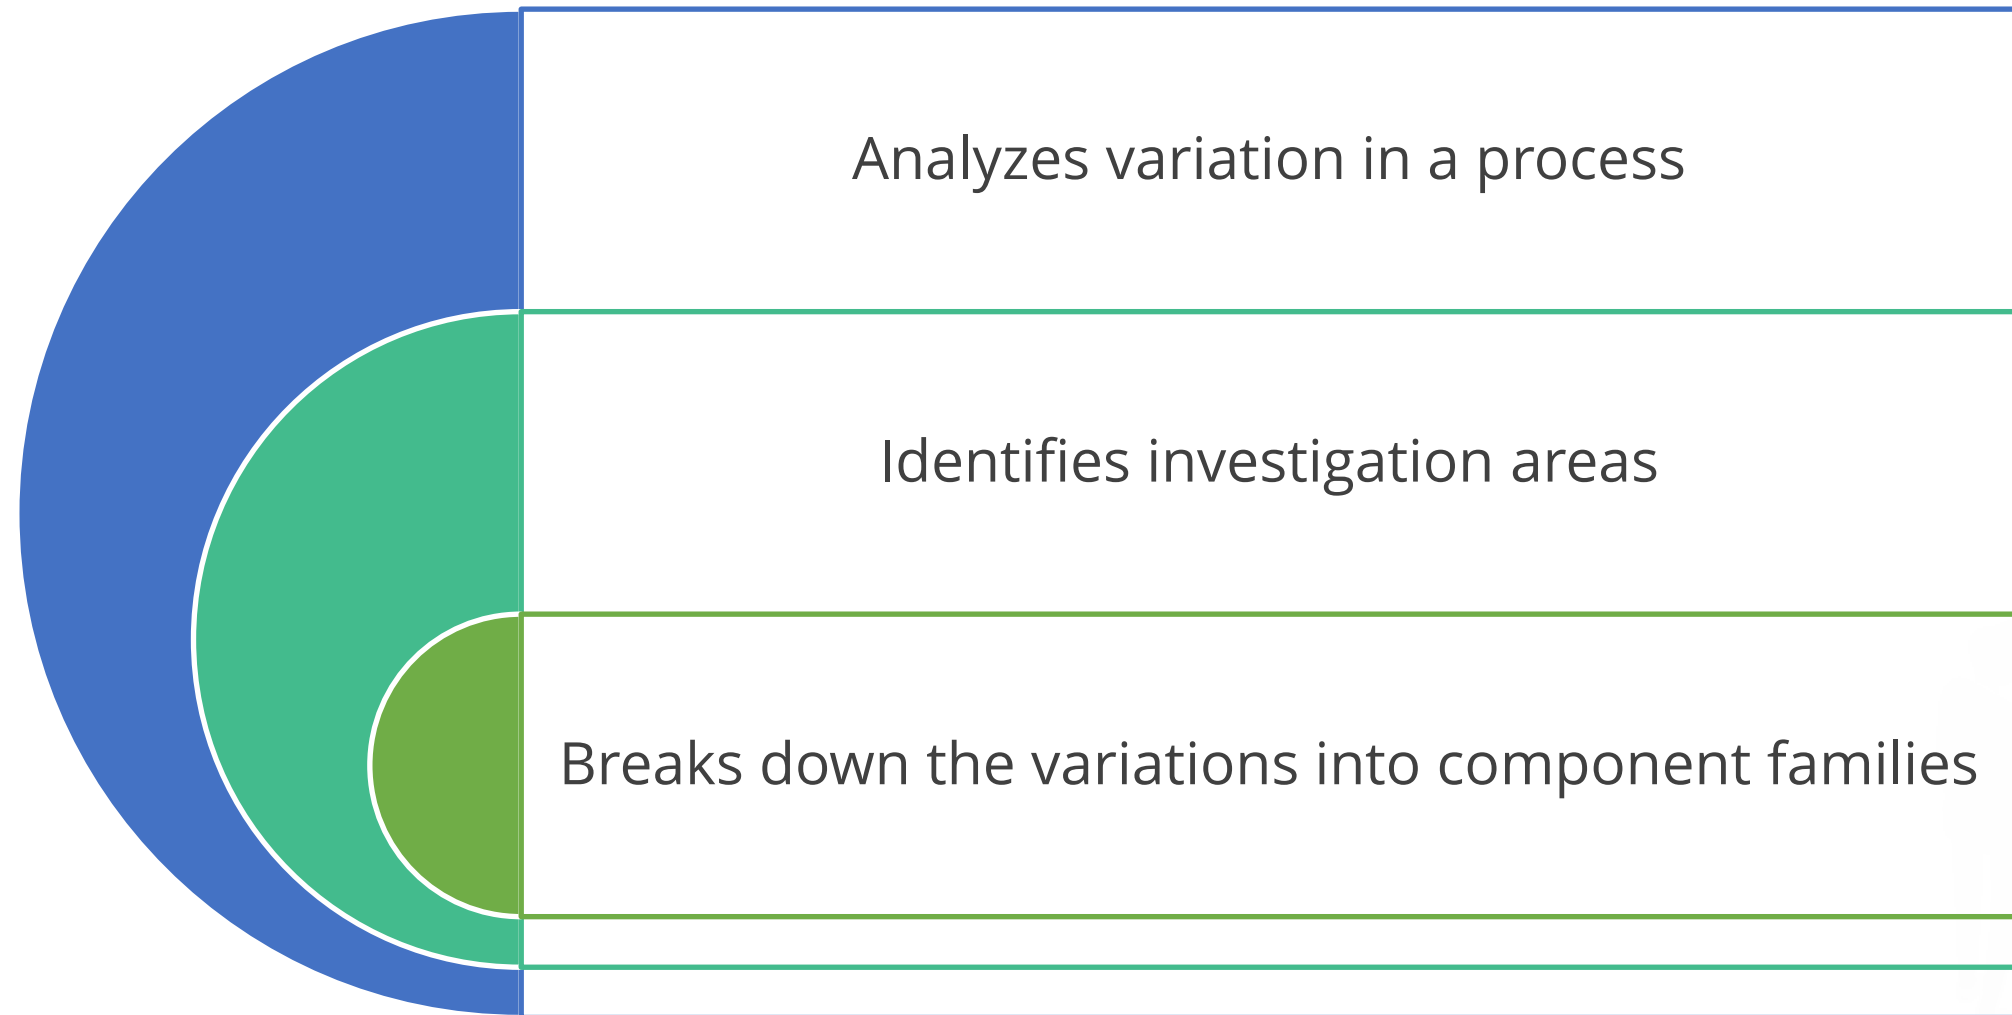 Analyzes variation in a process
Identifies investigation areas
Breaks down the variations into component families